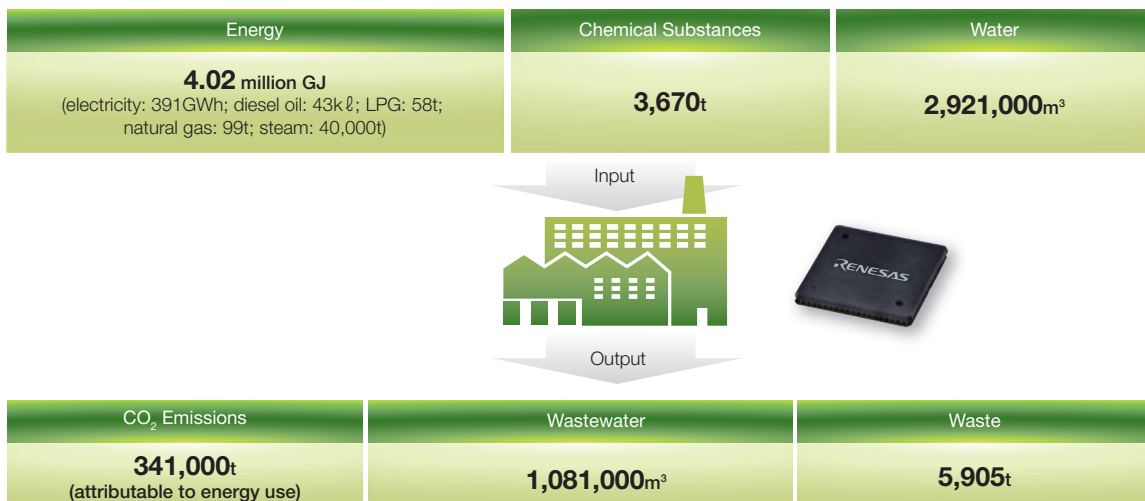 Energy
4.02 million GJ
(electricity: 391GWh; diesel oil: 43kℓ; LPG: 58t;
natural gas: 99t; steam: 40,000t)
Chemical Substances
3,670t
Water
2,921,000m³
Input
RENESAS
Output
CO₂ Emissions
341,000t
(attributable to energy use)
Wastewater
1,081,000m³
Waste
5,905t